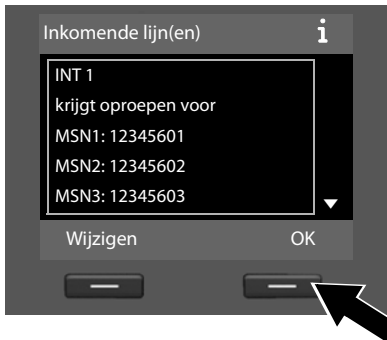 Inkomende lijn(en) i
INT 1
krijgt oproepen voor
MSN1: 12345601
MSN2: 12345602
MSN3: 12345603
Wijzigen OK